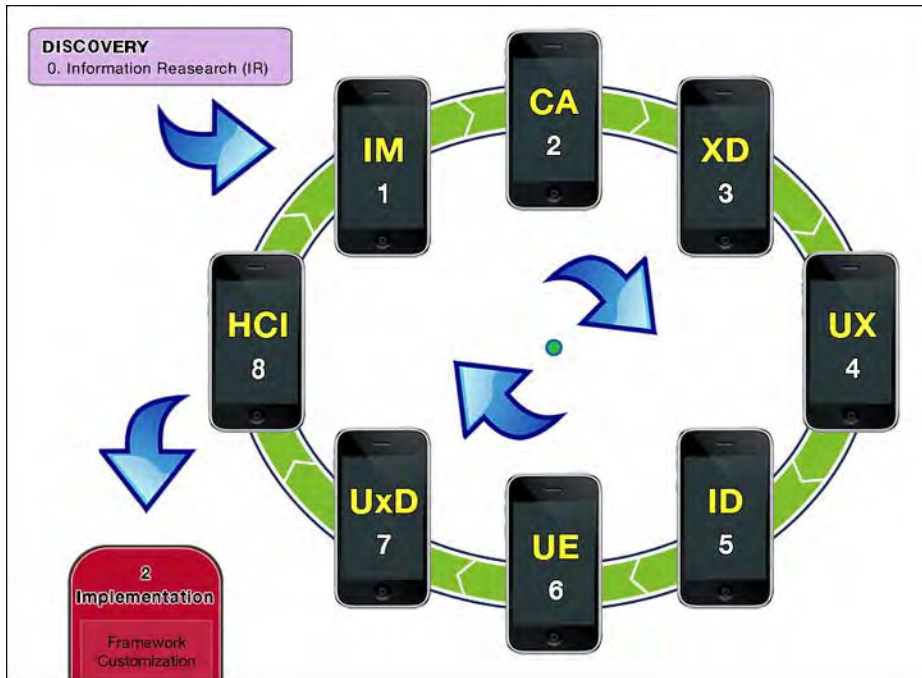 DISCOVERY
0. Information Reasearch (IR)
IM
1
CA
2
XD
3
UX
4
ID
5
UE
6
UxD
7
HCI
8
2
Implementation
Framework
Customization